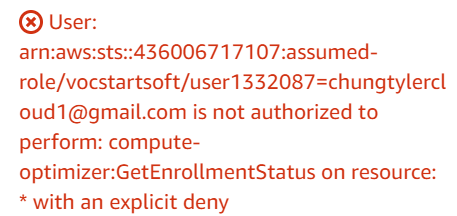 User:
arn:aws:sts::436006717107:assumed-
role/vocstartsoft/user1332087=chungtylercl
oud1@gmail.com is not authorized to
perform: compute-
optimizer:GetEnrollmentStatus on resource:
* with an explicit deny